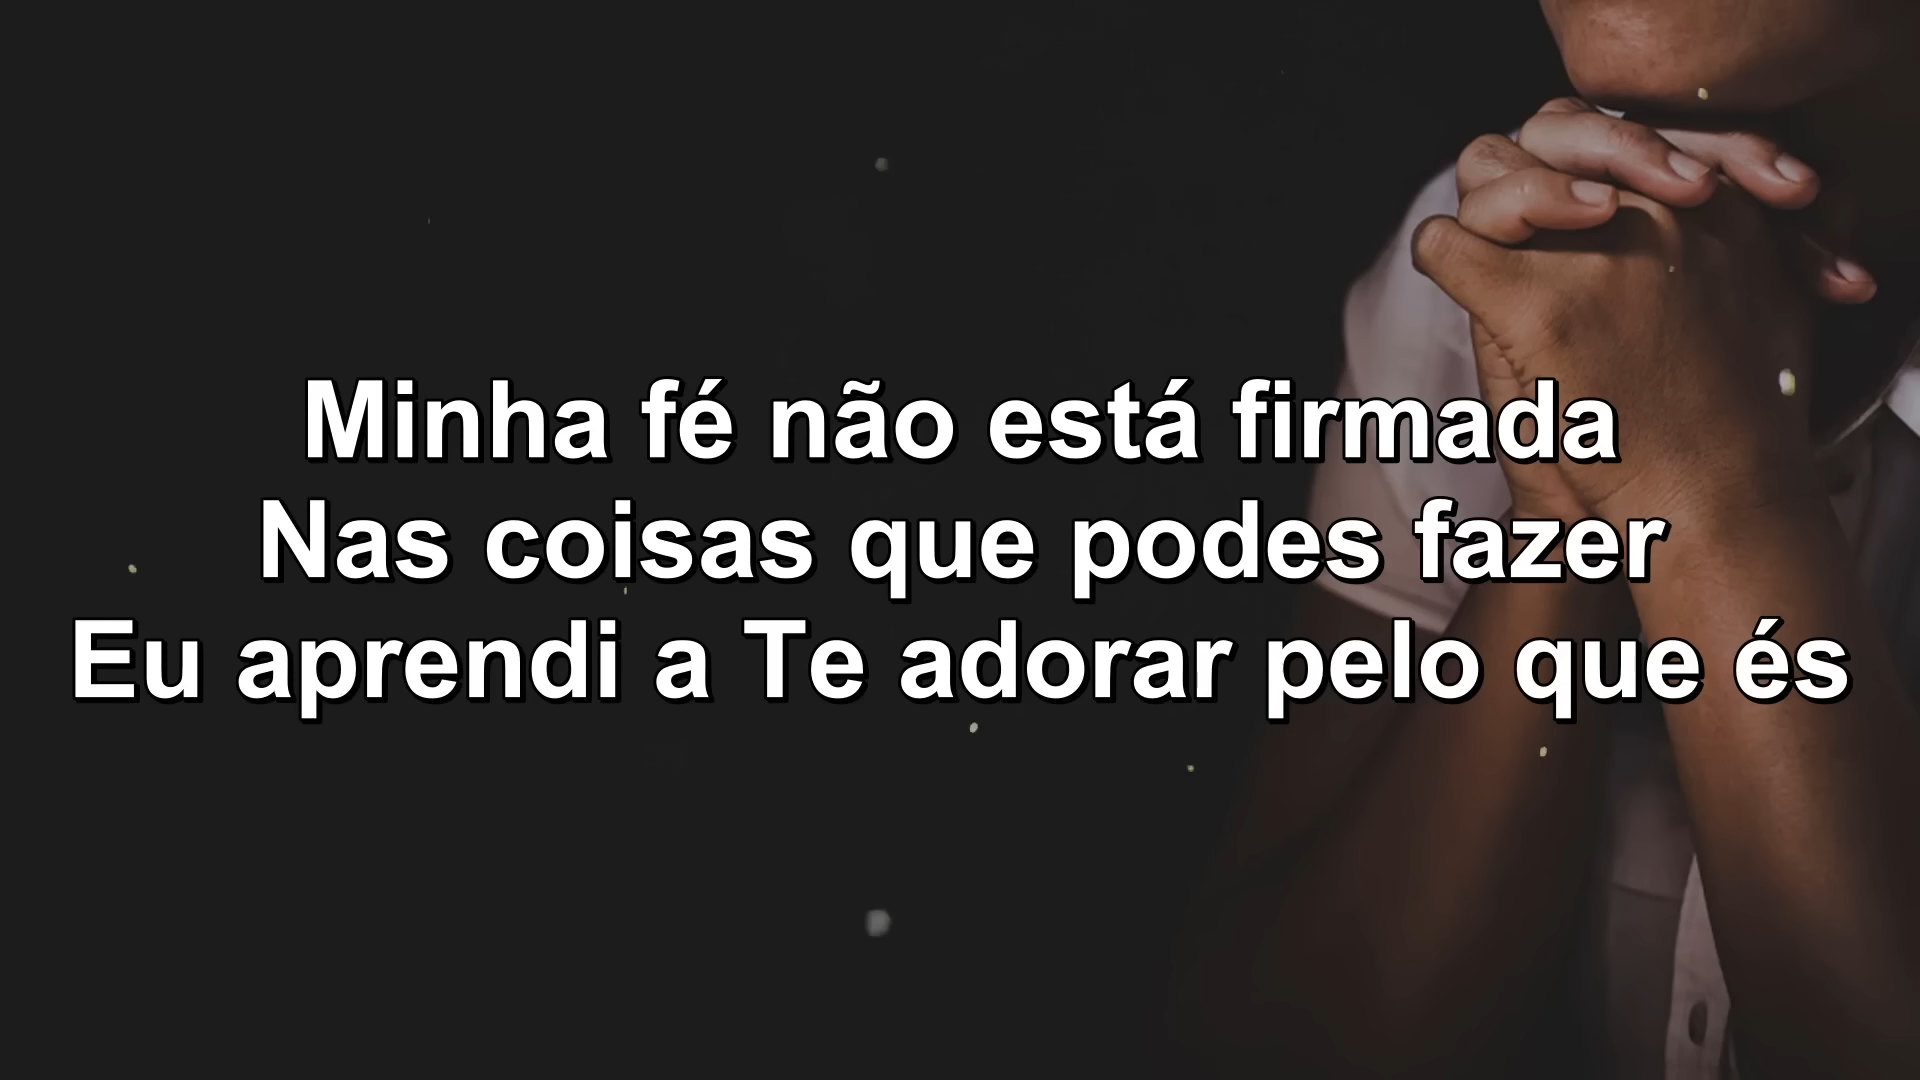 Minha fé não está firmada
Nas coisas que podes fazer
Eu aprendi a Te adorar pelo que és